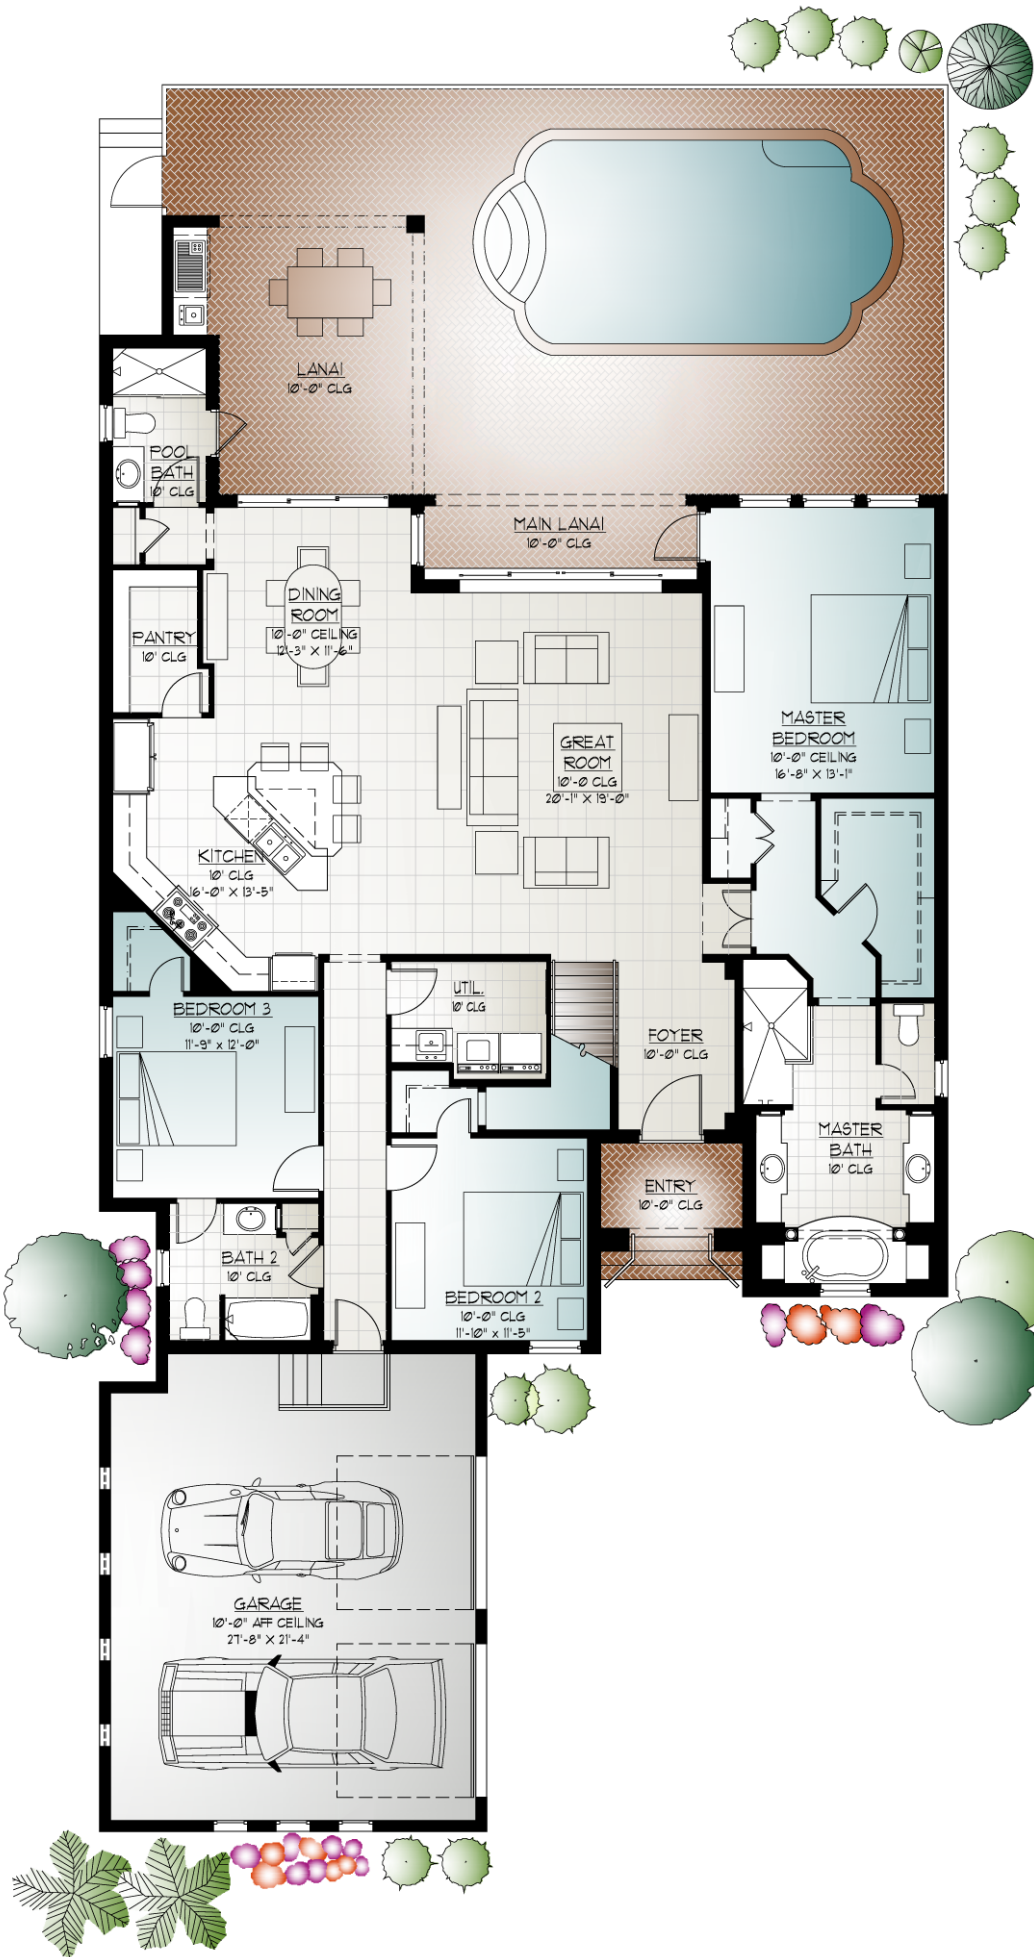 LANAI
10'-0" CLG
POOL
BATH
10' CLG
MAIN LANAI
10'-0" CLG
DINING
ROOM
10'-0" CEILING
12'-3" X 11'-6"
PANTRY
10' CLG
MASTER
BEDROOM
10'-0" CEILING
16'-8" X 13'-1"
GREAT
ROOM
10'-0 CLG
20'-1" X 19'-0"
KITCHEN
10' CLG
16'-0" X 13'-5"
UTIL.
10' CLG
BEDROOM 3
10'-0" CLG
11'-9" X 12'-0"
FOYER
10'-0" CLG
MASTER
BATH
10' CLG
ENTRY
10'-0" CLG
BATH 2
10' CLG
BEDROOM 2
10'-0" CLG
11'-10" X 11'-5"
GARAGE
10'-0" AFF CEILING
27'-8" X 21'-4"